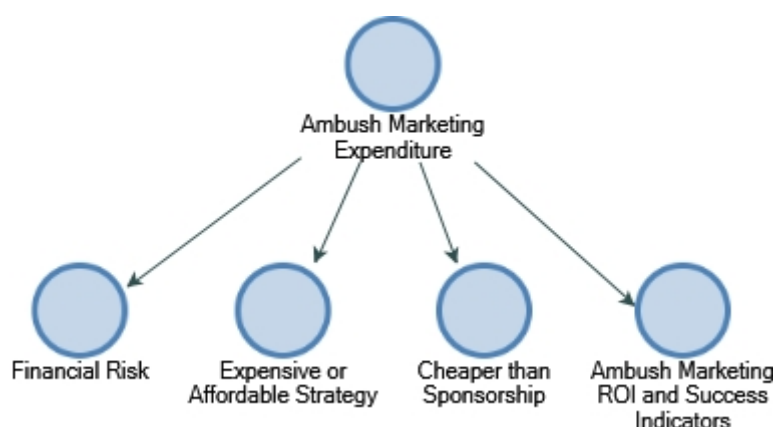 Ambush Marketing
Expenditure
Financial Risk
Expensive or
Affordable Strategy
Cheaper than
Sponsorship
Ambush Marketing
ROI and Success
Indicators